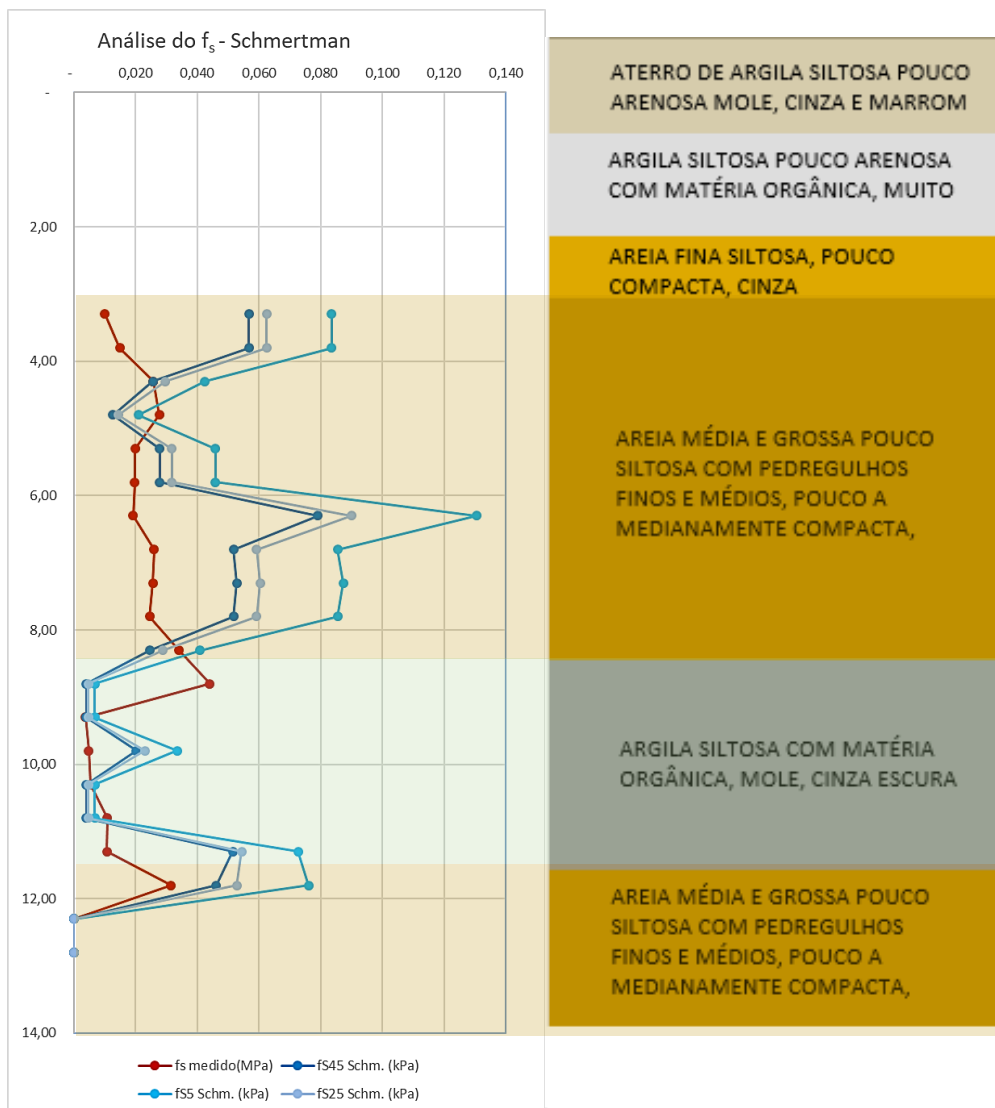 Análise do fs - Schmertman
- 0,020 0,040 0,060 0,080 0,100 0,120 0,140
-
2,00
4,00
6,00
8,00
10,00
12,00
14,00
fs medido(MPa) fS45 Schm. (kPa)
fS5 Schm. (kPa) fS25 Schm. (kPa)
ATERRO DE ARGILA SILTOSA POUCO
ARENOSA MOLE, CINZA E MARROM
ARGILA SILTOSA POUCO ARENOSA
COM MATÉRIA ORGÂNICA, MUITO
AREIA FINA SILTOSA, POUCO
COMPACTA, CINZA
AREIA MÉDIA E GROSSA POUCO
SILTOSA COM PEDREGULHOS
FINOS E MÉDIOS, POUCO A
MEDIANAMENTE COMPACTA,
ARGILA SILTOSA COM MATÉRIA
ORGÂNICA, MOLE, CINZA ESCURA
AREIA MÉDIA E GROSSA POUCO
SILTOSA COM PEDREGULHOS
FINOS E MÉDIOS, POUCO A
MEDIANAMENTE COMPACTA,